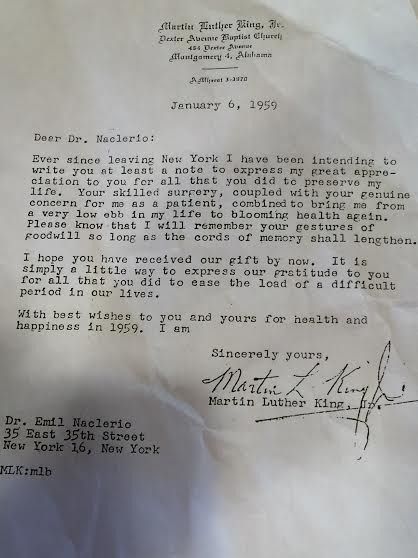 Martin Luther King, Jr.
Dexter Avenue Baptist Church
454 Dexter Avenue
Montgomery 4, Alabama
AMherst 3-3970
January 6, 1959
Dear Dr. Naclerio:
Ever since leaving New York I have been intending to
write you at least a note to express my great appre-
ciation to you for all that you did to preserve my
life. Your skilled surgery, coupled with your genuine
concern for me as a patient, combined to bring me from
a very low ebb in my life to blooming health again.
Please know that I will remember your gestures of
goodwill so long as the cords of memory shall lengthen.
I hope you have received our gift by now. It is
simply a little way to express our gratitude to you
for all that you did to ease the load of a difficult
period in our lives.
With best wishes to you and yours for health and
happiness in 1959. I am
Sincerely yours,
Martin L. King Jr.
Martin Luther King, Jr.
Dr. Emil Naclerio
35 East 35th Street
New York 16, New York
MLK:mlb